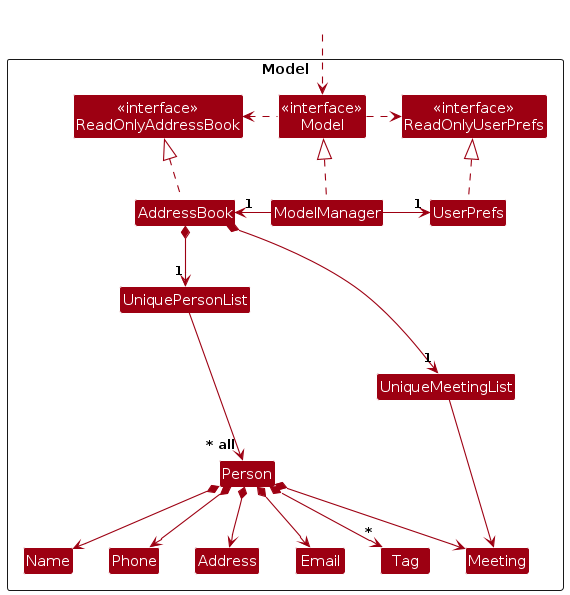 Model
«interface»
ReadOnlyAddressBook
«interface»
Model
«interface»
ReadOnlyUserPrefs
AddressBook
1
ModelManager
1
UserPrefs
1
UniquePersonList
1
UniqueMeetingList
* all
Person
*
Name
Phone
Address
Email
Tag
Meeting